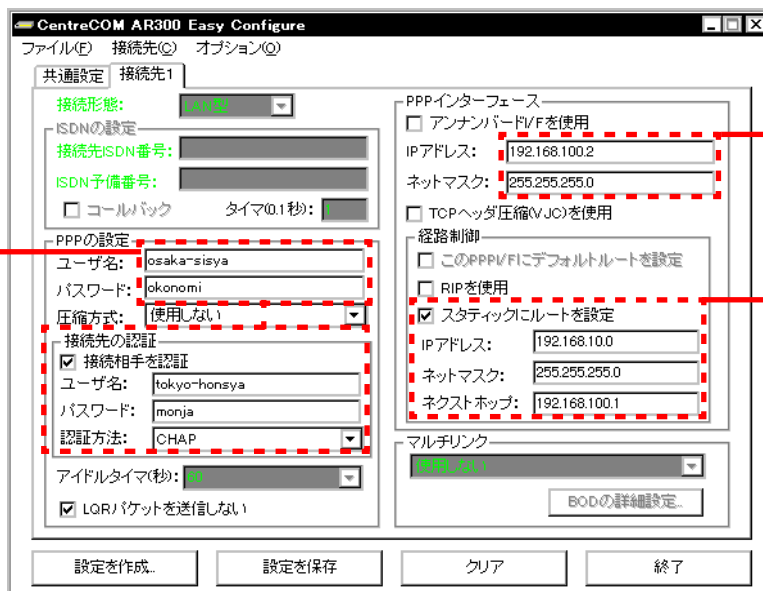 CentreCOM AR300 Easy Configure
ファイル(F) 接続先(C) オプション(O)
共通設定 接続先1
接続形態: LAN型
ISDNの設定
接続先ISDN番号:
ISDN予備番号:
コールバック タイマ(0.1秒): 1
PPPの設定
ユーザ名: osaka-sisya
パスワード: okonomi
圧縮方式: 使用しない
接続先の認証
接続相手を認証
ユーザ名: tokyo-honsya
パスワード: monja
認証方法: CHAP
アイドルタイマ(秒): 60
LQRパケットを送信しない
PPPインターフェース
アンナンバードI/Fを使用
IPアドレス: 192.168.100.2
ネットマスク: 255.255.255.0
TCPヘッダ圧縮(VJC)を使用
経路制御
このPPPI/Fにデフォルトルートを設定
RIPを使用
スタティックにルートを設定
IPアドレス: 192.168.10.0
ネットマスク: 255.255.255.0
ネクストホップ: 192.168.100.1
マルチリンク
使用しない
BODの詳細設定...
設定を作成... 設定を保存 クリア 終了